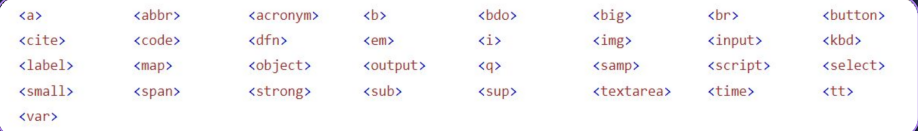 <a> <abbr> <acronym> <b> <bdo> <big> <br> <button>
<cite> <code> <dfn> <em> <i> <img> <input> <kbd>
<label> <map> <object> <output> <q> <samp> <script> <select>
<small> <span> <strong> <sub> <sup> <textarea> <time> <tt>
<var>